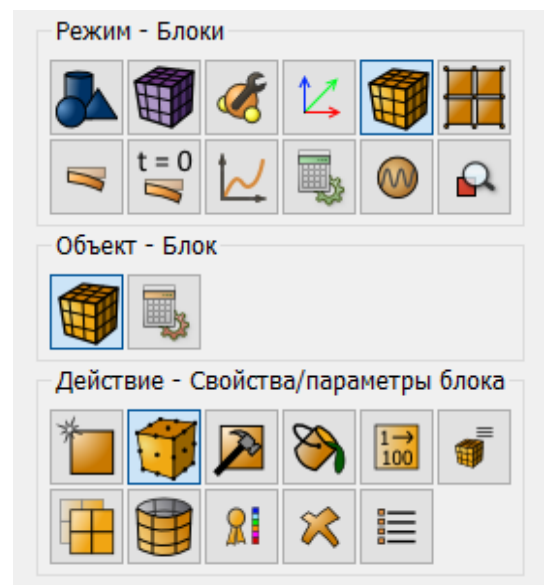 Режим - Блоки
t = 0
Объект - Блок
Действие - Свойства/параметры блока
1→
100